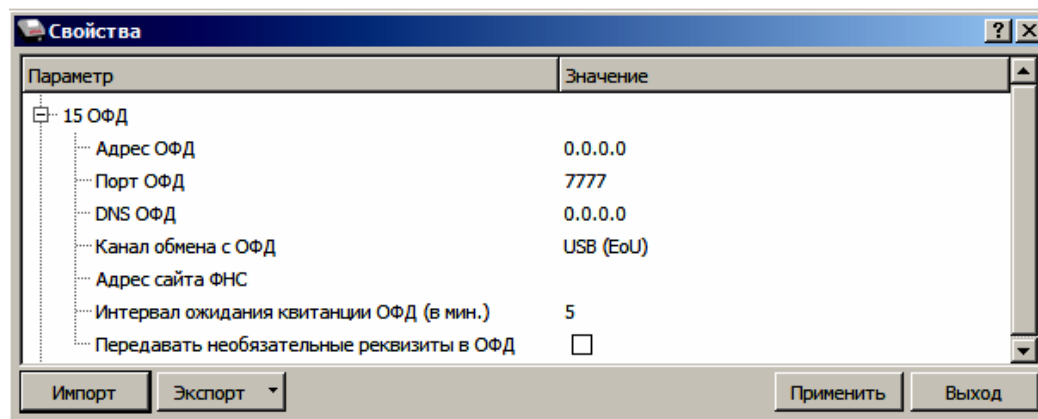 Свойства
Параметр Значение
15 ОФД
Адрес ОФД 0.0.0.0
Порт ОФД 7777
DNS ОФД 0.0.0.0
Канал обмена с ОФД USB (EoU)
Адрес сайта ФНС
Интервал ожидания квитанции ОФД (в мин.) 5
Передавать необязательные реквизиты в ОФД
Импорт Экспорт Применить Выход